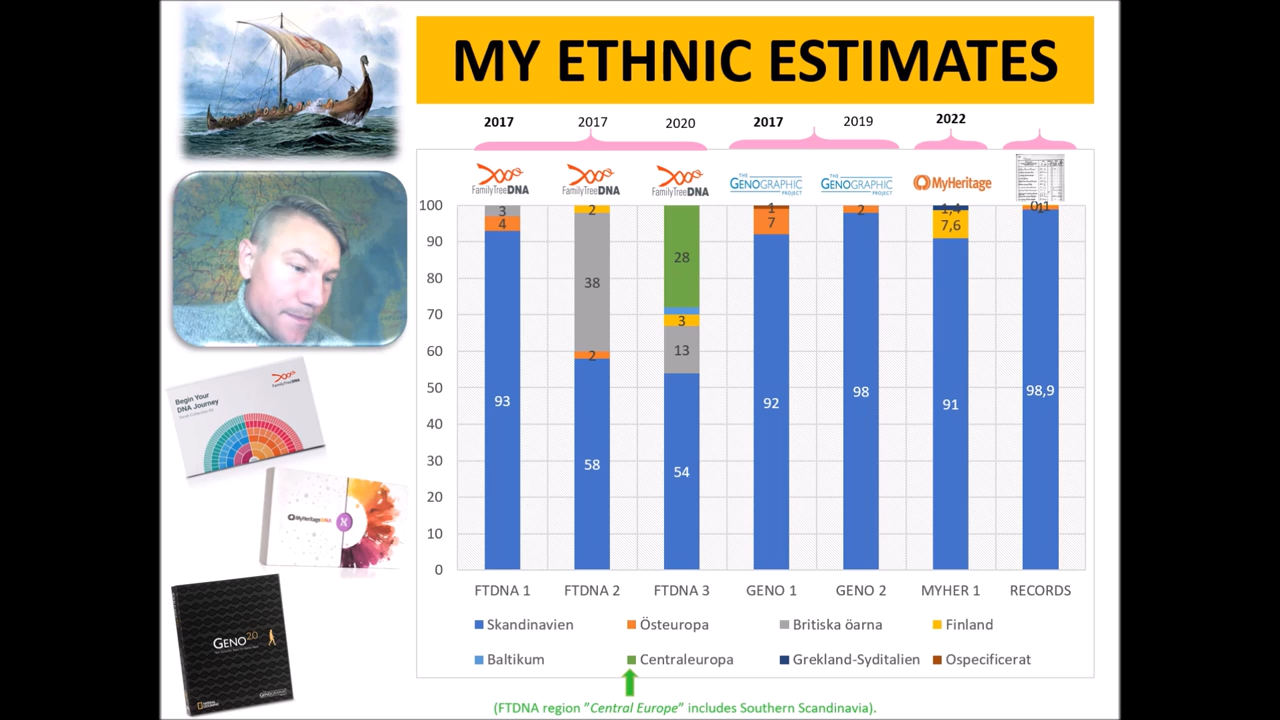 MY ETHNIC ESTIMATES
2017 2017 2020 2017 2019 2022
FamilyTreeDNA FamilyTreeDNA FamilyTreeDNA THE GENOGRAPHIC PROJECT THE GENOGRAPHIC PROJECT MyHeritage
100
90
80
70
60
50
40
30
20
10
0
3
4
93
2
38
2
58
28
3
13
54
1
7
92
2
98
1,4
7,6
91
98,9
FTDNA 1 FTDNA 2 FTDNA 3 GENO 1 GENO 2 MYHER 1 RECORDS
Skandinavien Östeuropa Britiska öarna Finland
Baltikum Centraleuropa Grekland-Syditalien Ospecificerat
(FTDNA region "Central Europe" includes Southern Scandinavia).
FamilyTreeDNA
Begin Your
DNA Journey
MyHeritageDNA
GENO 2.0